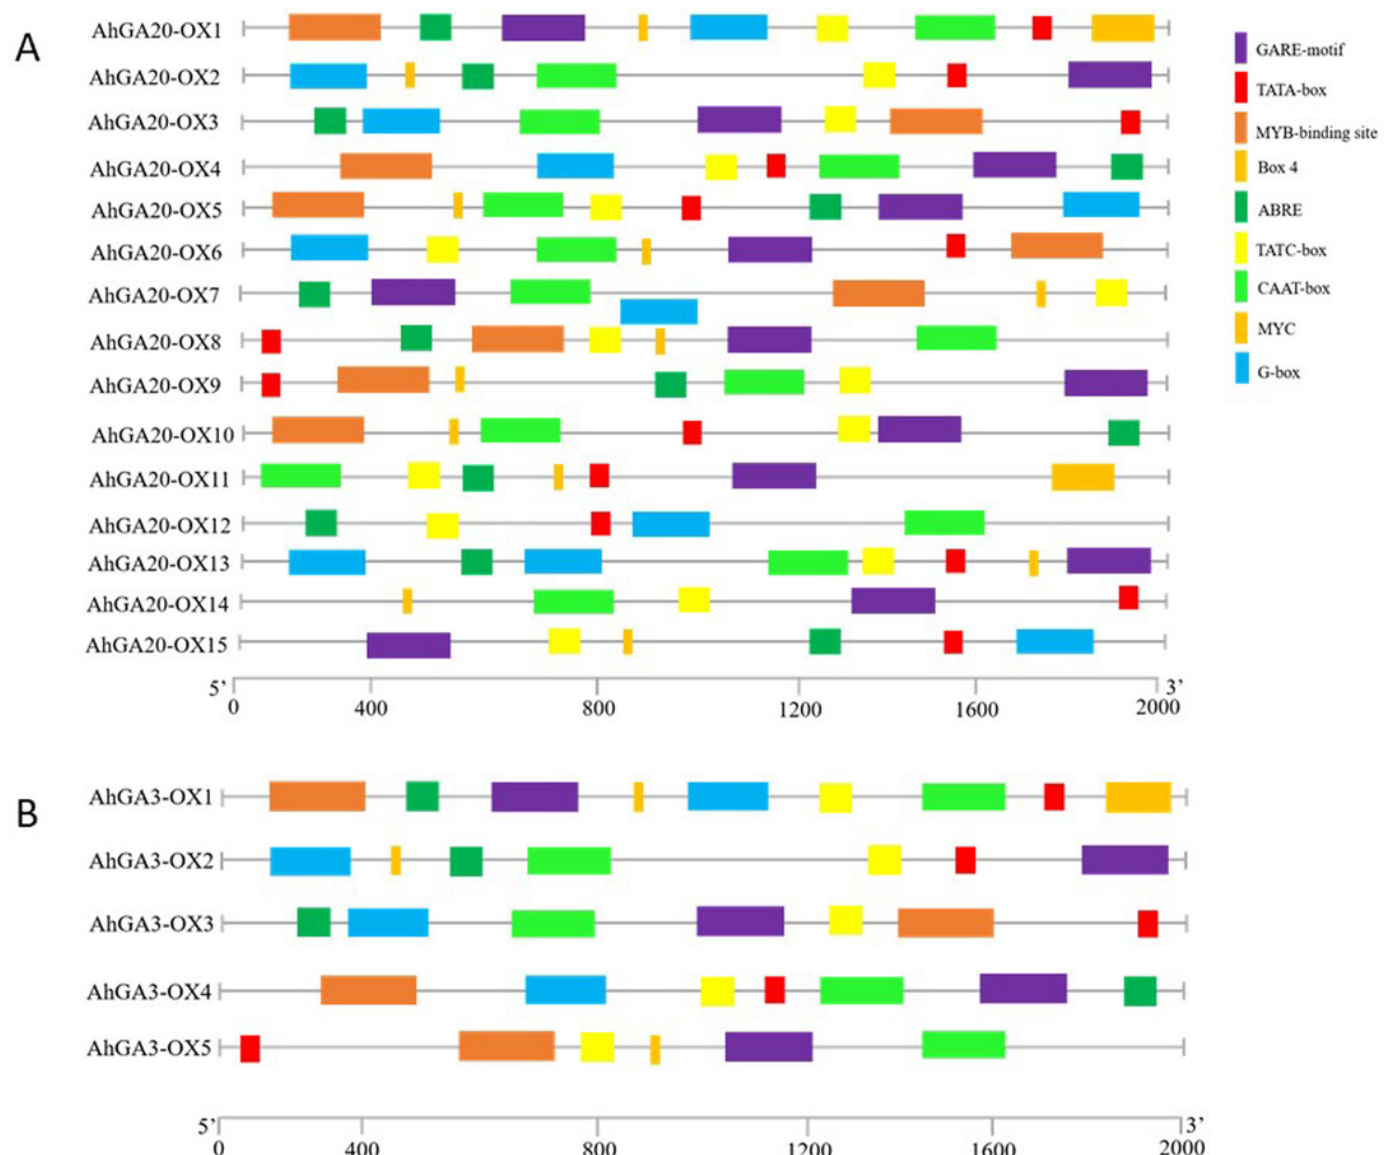 A
AhGA20-OX1
AhGA20-OX2
AhGA20-OX3
AhGA20-OX4
AhGA20-OX5
AhGA20-OX6
AhGA20-OX7
AhGA20-OX8
AhGA20-OX9
AhGA20-OX10
AhGA20-OX11
AhGA20-OX12
AhGA20-OX13
AhGA20-OX14
AhGA20-OX15
5’ 3’
0 400 800 1200 1600 2000
GARE-motif
TATA-box
MYB-binding site
Box 4
ABRE
TATC-box
CAAT-box
MYC
G-box
B
AhGA3-OX1
AhGA3-OX2
AhGA3-OX3
AhGA3-OX4
AhGA3-OX5
5’ 3’
0 400 800 1200 1600 2000